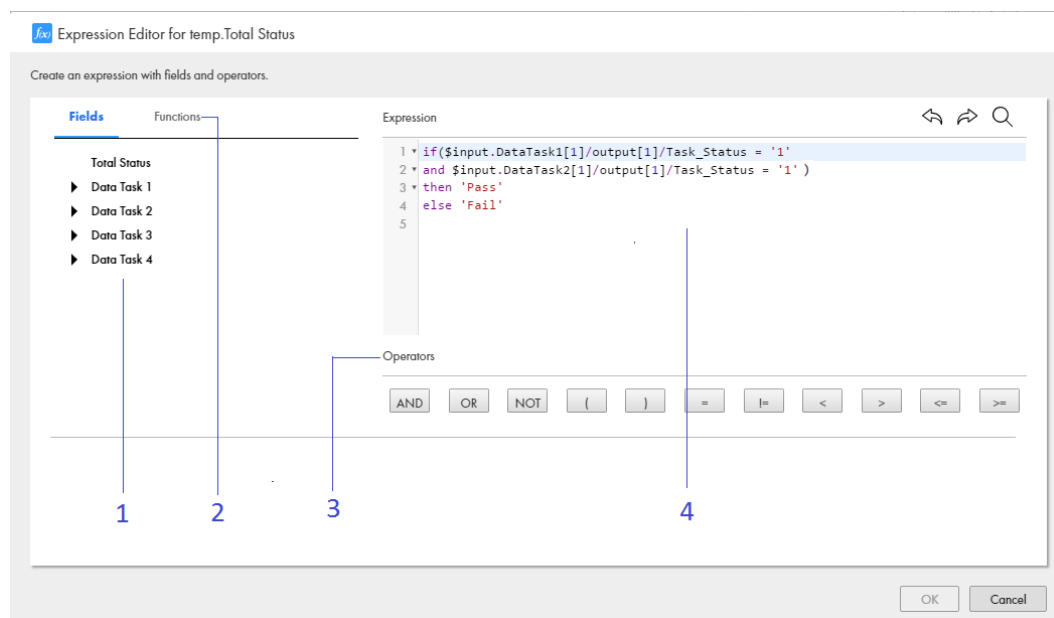 f(x) Expression Editor for temp.Total Status
Create an expression with fields and operators.
Fields Functions
Total Status
Data Task 1
Data Task 2
Data Task 3
Data Task 4
Expression
1 if($input.DataTask1[1]/output[1]/Task_Status = '1'
2 and $input.DataTask2[1]/output[1]/Task_Status = '1' )
3 then 'Pass'
4 else 'Fail'
5
Operators
AND OR NOT ( ) = != < > <= >=
1 2 3 4
OK Cancel